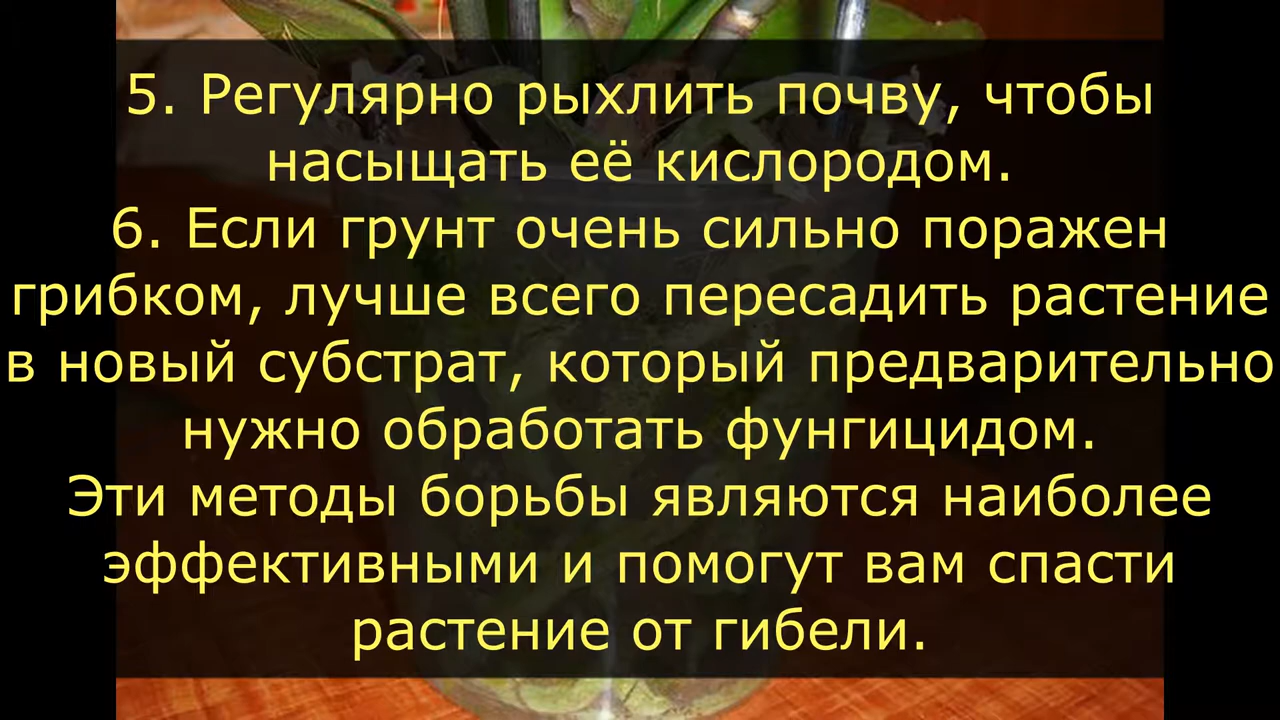 5. Регулярно рыхлить почву, чтобы
насыщать её кислородом.
6. Если грунт очень сильно поражен
грибком, лучше всего пересадить растение
в новый субстрат, который предварительно
нужно обработать фунгицидом.
Эти методы борьбы являются наиболее
эффективными и помогут вам спасти
растение от гибели.